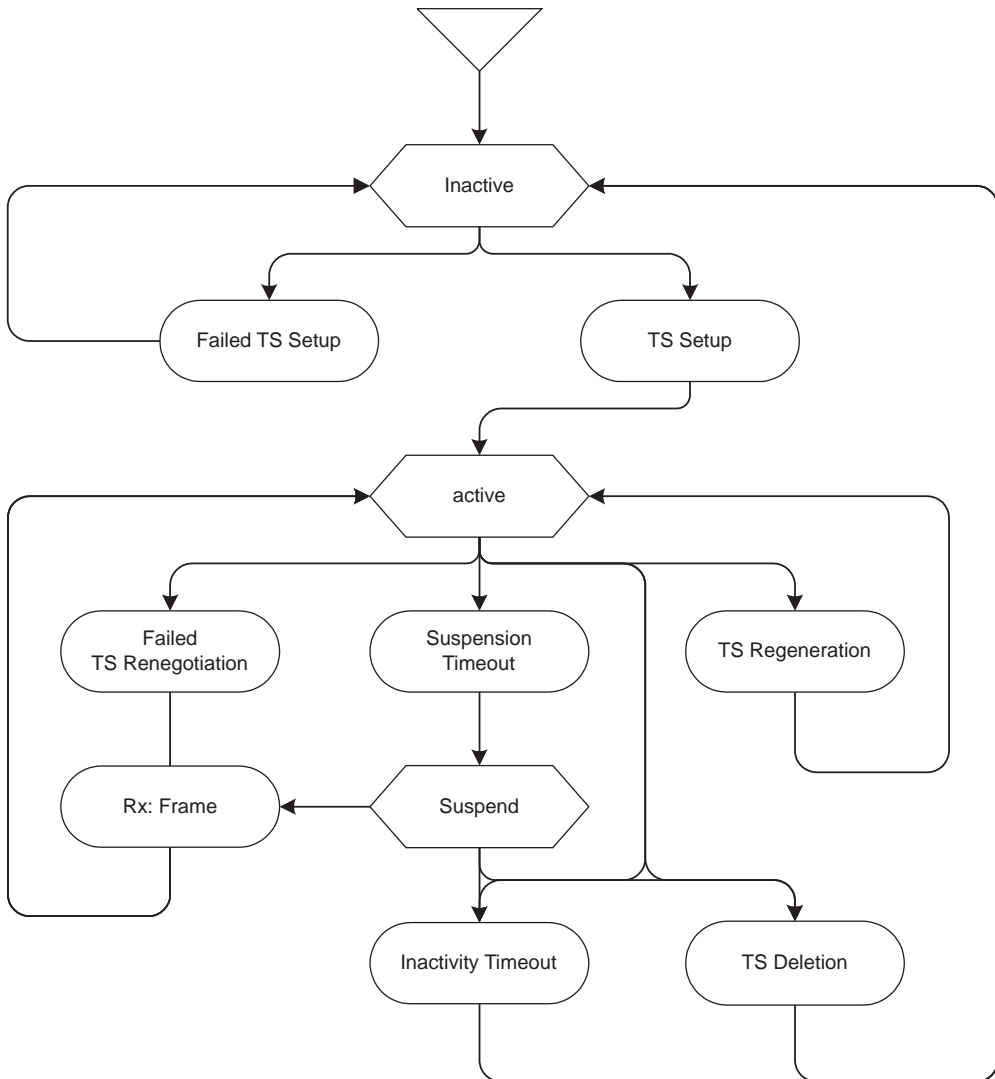 Inactive
Failed TS Setup
TS Setup
active
Failed
TS Renegotiation
Suspension
Timeout
TS Regeneration
Rx: Frame
Suspend
Inactivity Timeout
TS Deletion